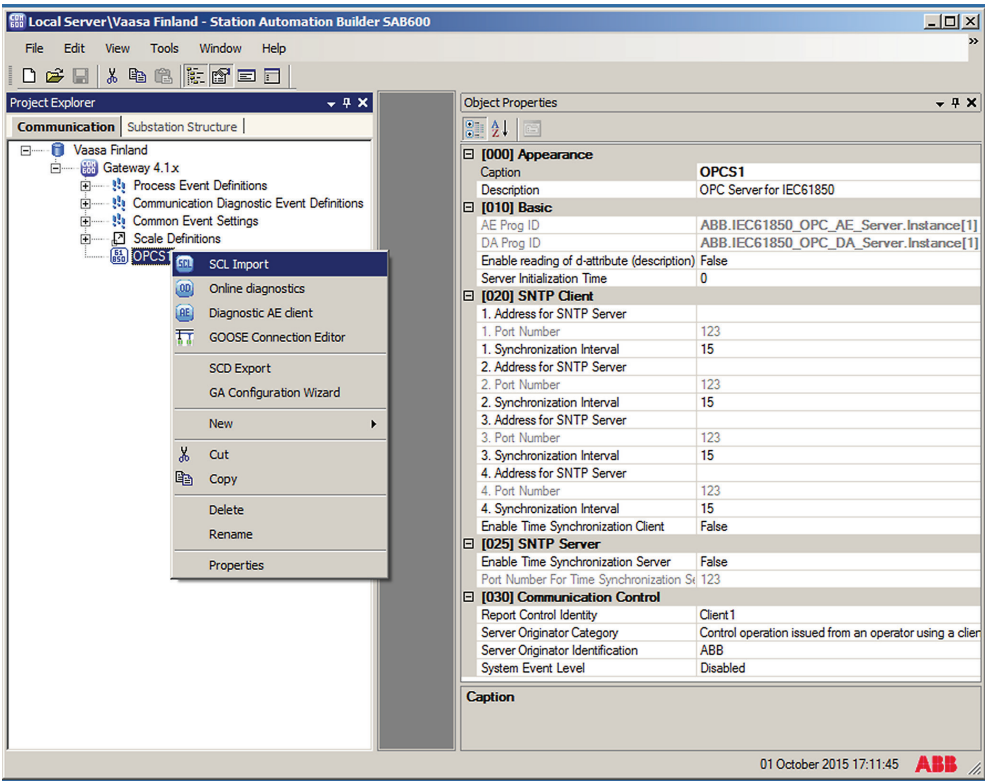 Local Server\Vaasa Finland - Station Automation Builder SAB600
File Edit View Tools Window Help
Project Explorer
Communication Substation Structure
Vaasa Finland
Gateway 4.1.x
Process Event Definitions
Communication Diagnostic Event Definitions
Common Event Settings
Scale Definitions
OPCS1
SCL Import
Online diagnostics
Diagnostic AE client
GOOSE Connection Editor
SCD Export
GA Configuration Wizard
New
Cut
Copy
Delete
Rename
Properties
Object Properties
[000] Appearance
Caption OPCS1
Description OPC Server for IEC61850
[010] Basic
AE Prog ID ABB.IEC61850_OPC_AE_Server.Instance[1]
DA Prog ID ABB.IEC61850_OPC_DA_Server.Instance[1]
Enable reading of d-attribute (description) False
Server Initialization Time 0
[020] SNTP Client
1. Address for SNTP Server
1. Port Number 123
1. Synchronization Interval 15
2. Address for SNTP Server
2. Port Number 123
2. Synchronization Interval 15
3. Address for SNTP Server
3. Port Number 123
3. Synchronization Interval 15
4. Address for SNTP Server
4. Port Number 123
4. Synchronization Interval 15
Enable Time Synchronization Client False
[025] SNTP Server
Enable Time Synchronization Server False
Port Number For Time Synchronization Se 123
[030] Communication Control
Report Control Identity Client1
Server Originator Category Control operation issued from an operator using a clien
Server Originator Identification ABB
System Event Level Disabled
Caption
01 October 2015 17:11:45 ABB